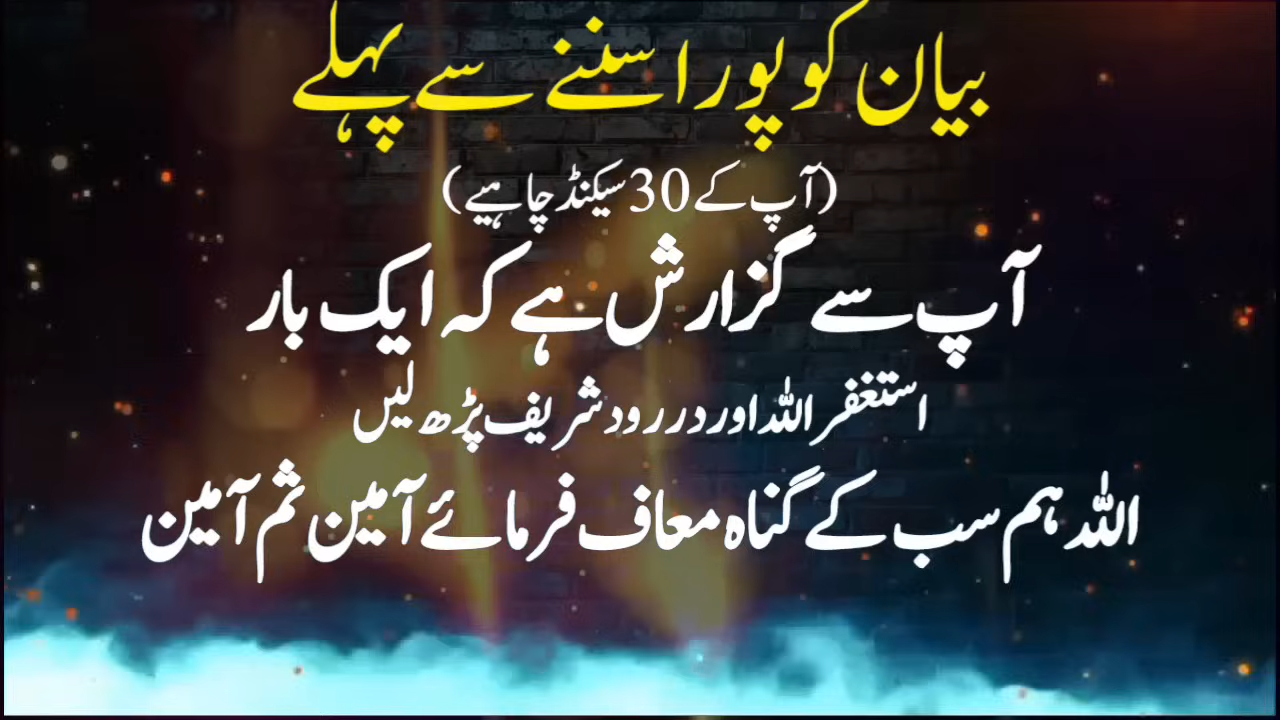 بیان کو پورا سننے سے پہلے
(آپ کے 30 سیکنڈ چاہیے)
آپ سے گزارش ہے کہ ایک بار
استغفر اللہ اور دررود شریف پڑھ لیں
اللہ ہم سب کے گناہ معاف فرمائے آمین ثم آمین